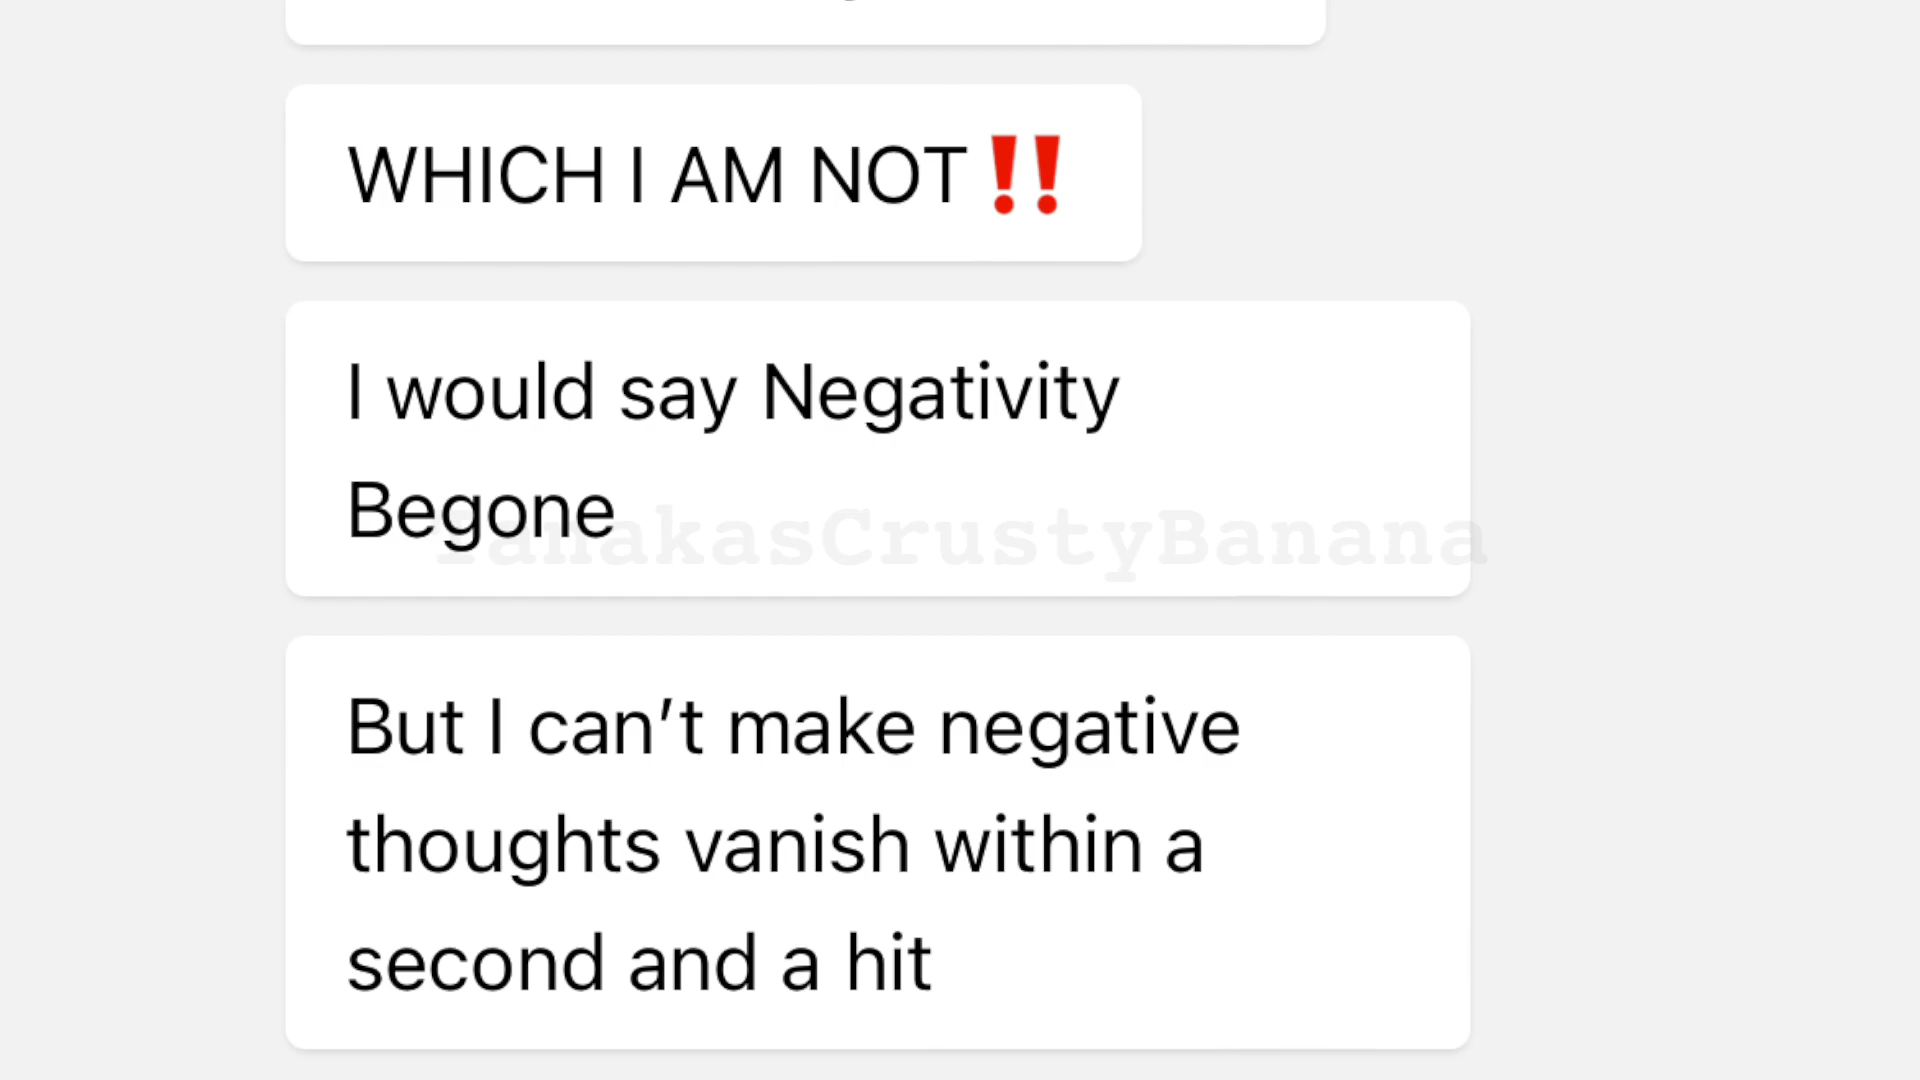 WHICH I AM NOT‼️
I would say Negativity
Begone
TanakasCrustyBanana
But I can't make negative
thoughts vanish within a
second and a hit